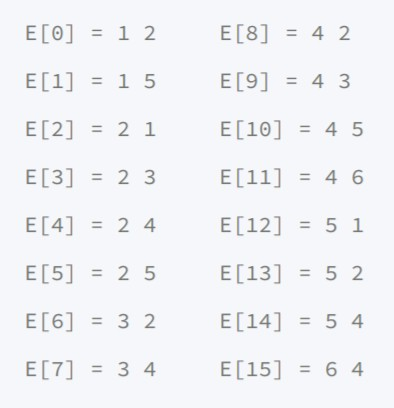 E[0] = 1 2
E[1] = 1 5
E[2] = 2 1
E[3] = 2 3
E[4] = 2 4
E[5] = 2 5
E[6] = 3 2
E[7] = 3 4
E[8] = 4 2
E[9] = 4 3
E[10] = 4 5
E[11] = 4 6
E[12] = 5 1
E[13] = 5 2
E[14] = 5 4
E[15] = 6 4